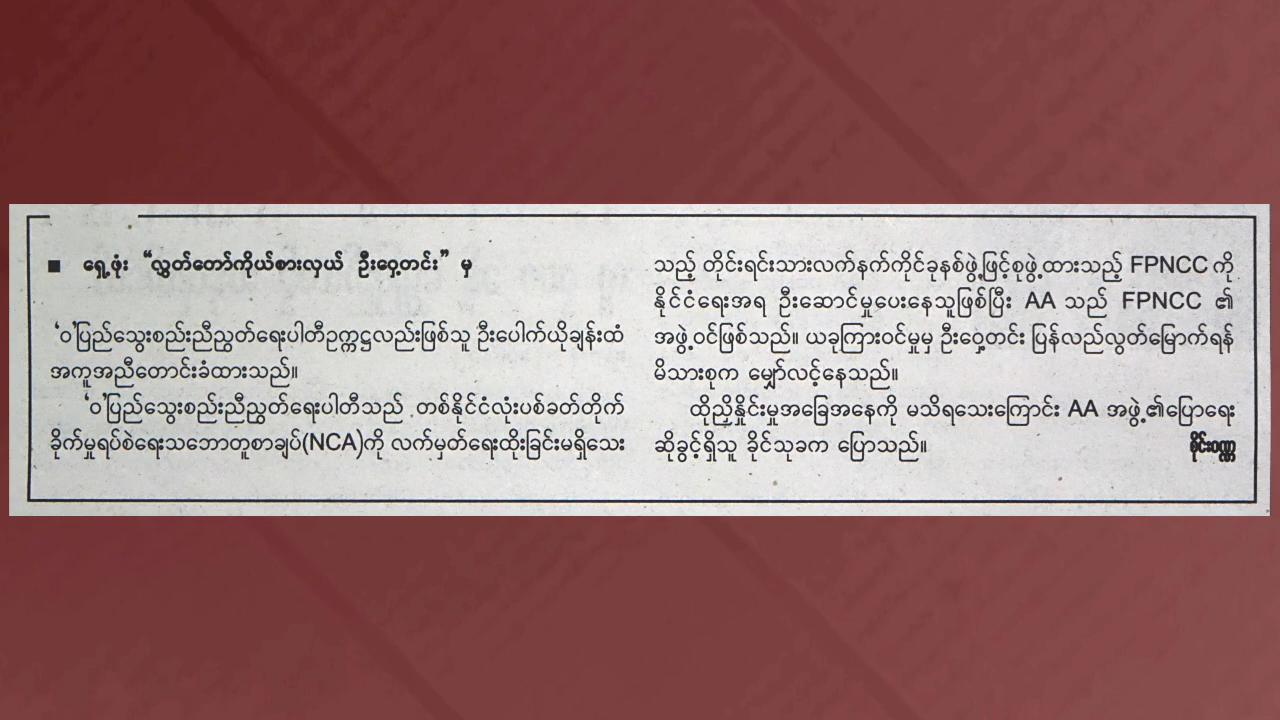 ■ ရှေ့ဖုံး “လွှတ်တော်ကိုယ်စားလှယ် ဦးဝှေ့တင်း” မှ
‘ဝ’ပြည်သွေးစည်းညီညွတ်ရေးပါတီဥက္ကဋ္ဌလည်းဖြစ်သူ ဦးပေါက်ယိုချန်းထံ
အကူအညီတောင်းခံထားသည်။
‘ဝ’ပြည်သွေးစည်းညီညွတ်ရေးပါတီသည် တစ်နိုင်ငံလုံးပစ်ခတ်တိုက်
ခိုက်မှုရပ်စဲရေးသဘောတူစာချုပ်(NCA)ကို လက်မှတ်ရေးထိုးခြင်းမရှိသေး
သည့် တိုင်းရင်းသားလက်နက်ကိုင်ခုနစ်ဖွဲ့ဖြင့်စုဖွဲ့ထားသည့် FPNCC ကို
နိုင်ငံရေးအရ ဦးဆောင်မှုပေးနေသူဖြစ်ပြီး AA သည် FPNCC ၏
အဖွဲ့ဝင်ဖြစ်သည်။ ယခုကြားဝင်မှုမှ ဦးဝှေ့တင်း ပြန်လည်လွတ်မြောက်ရန်
မိသားစုက မျှော်လင့်နေသည်။
ထိုညှိနှိုင်းမှုအခြေအနေကို မသိရသေးကြောင်း AA အဖွဲ့၏ပြောရေး
ဆိုခွင့်ရှိသူ ခိုင်သုခက ပြောသည်။ စိုင်းဝဏ္ဏ